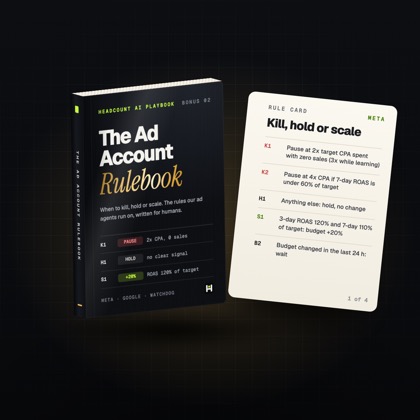 HEADCOUNT AI PLAYBOOK BONUS 02
The Ad
Account
Rulebook
When to kill, hold or scale. The rules our ad
agents run on, written for humans.
K1 PAUSE 2x CPA, 0 sales
H1 HOLD no clear signal
S1 +20% ROAS 120% of target
META · GOOGLE · WATCHDOG
THE AD ACCOUNT RULEBOOK
RULE CARD META
Kill, hold or scale
K1 Pause at 2x target CPA spent
with zero sales (3x while learning)
K2 Pause at 4x CPA if 7-day ROAS is
under 60% of target
H1 Anything else: hold, no change
S1 3-day ROAS 120% and 7-day 110%
of target: budget +20%
B2 Budget changed in the last 24 h:
wait
1 of 4